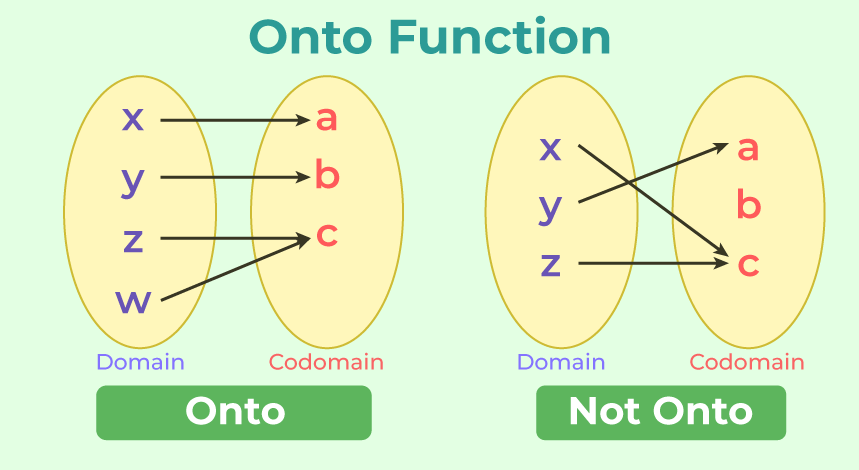 Onto Function
x
a
y
b
z
c
w
Domain
Codomain
Onto
x
a
y
b
z
c
Domain
Codomain
Not Onto